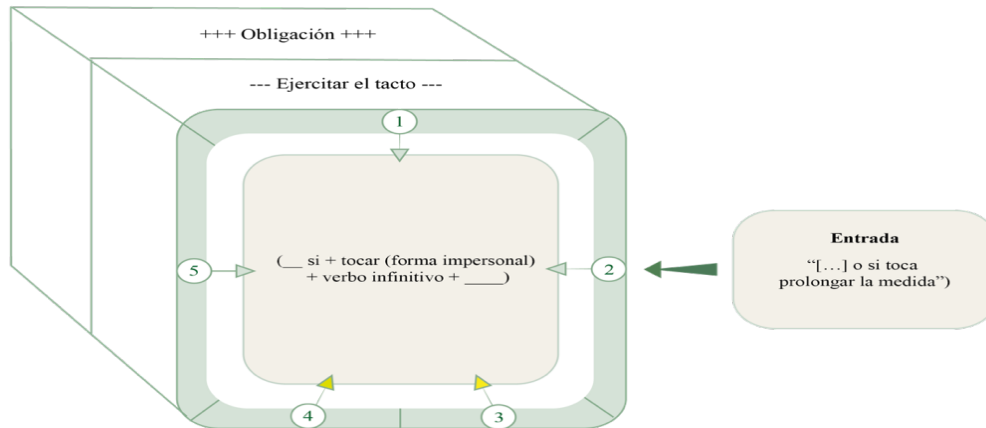 +++ Obligación +++
--- Ejercitar el tacto ---
1
5
(__ si + tocar (forma impersonal)
+ verbo infinitivo + ____)
2
4
3
Entrada
“[…] o si toca
prolongar la medida”)